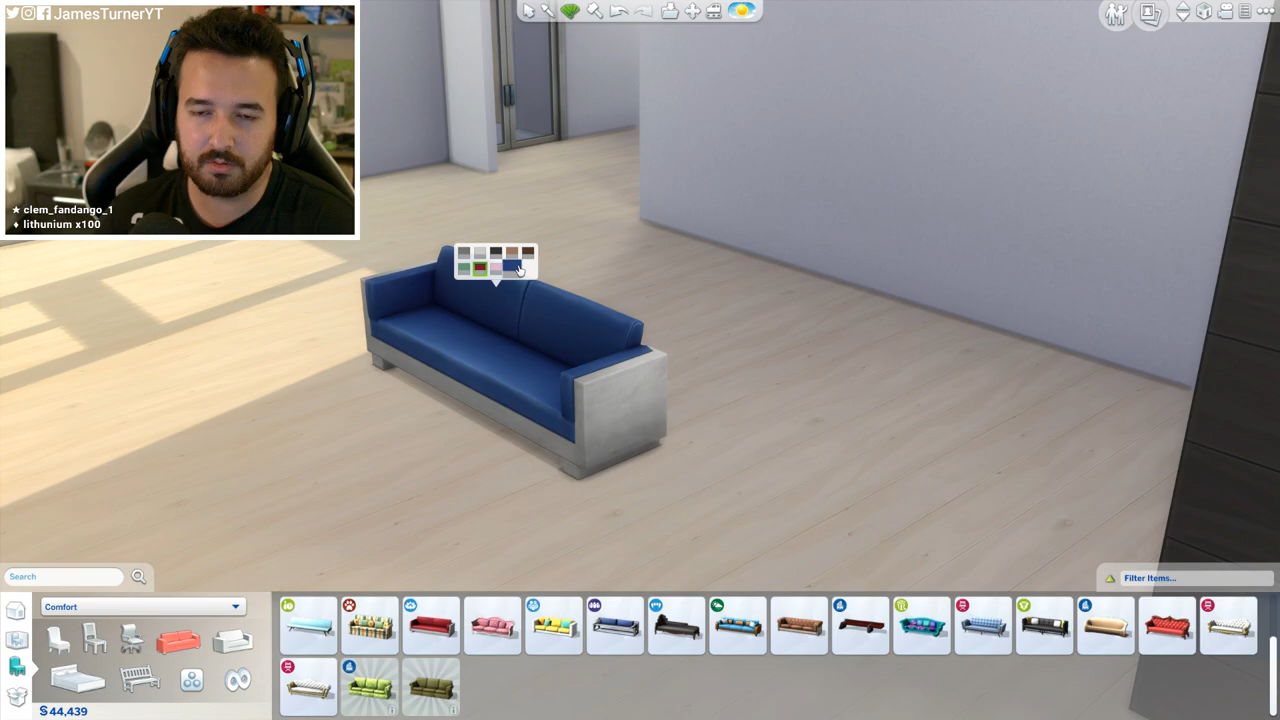 JamesTurnerYT
clem_fandango_1
lithunium x100
Search
Filter Items...
Comfort
§44,439